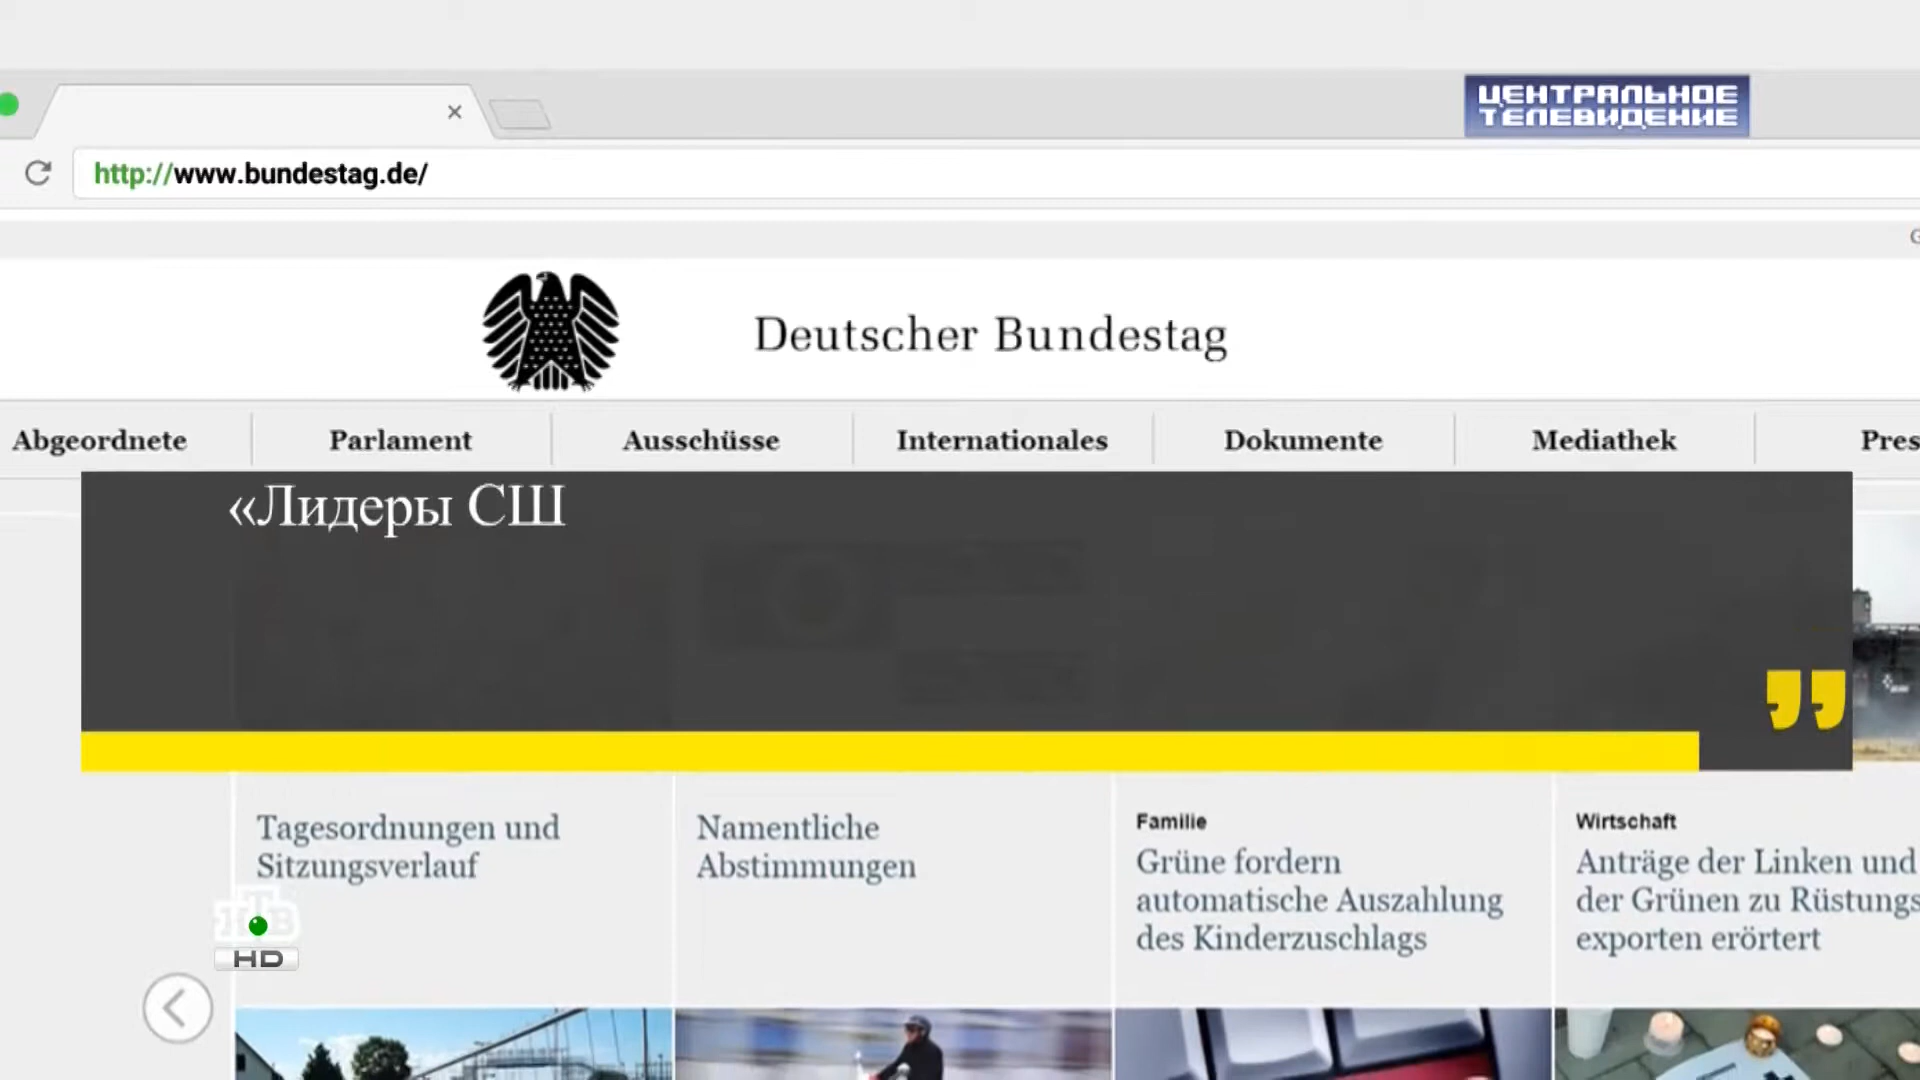 ЦЕНТРАЛЬНОЕ
ТЕЛЕВИДЕНИЕ
http://www.bundestag.de/
Deutscher Bundestag
Abgeordnete
Parlament
Ausschüsse
Internationales
Dokumente
Mediathek
Pres
«Лидеры СШ
”
Tagesordnungen und
Sitzungsverlauf
Namentliche
Abstimmungen
Familie
Grüne fordern
automatische Auszahlung
des Kinderzuschlags
Wirtschaft
Anträge der Linken und
der Grünen zu Rüstungs
exporten erörtert
НТВ
HD